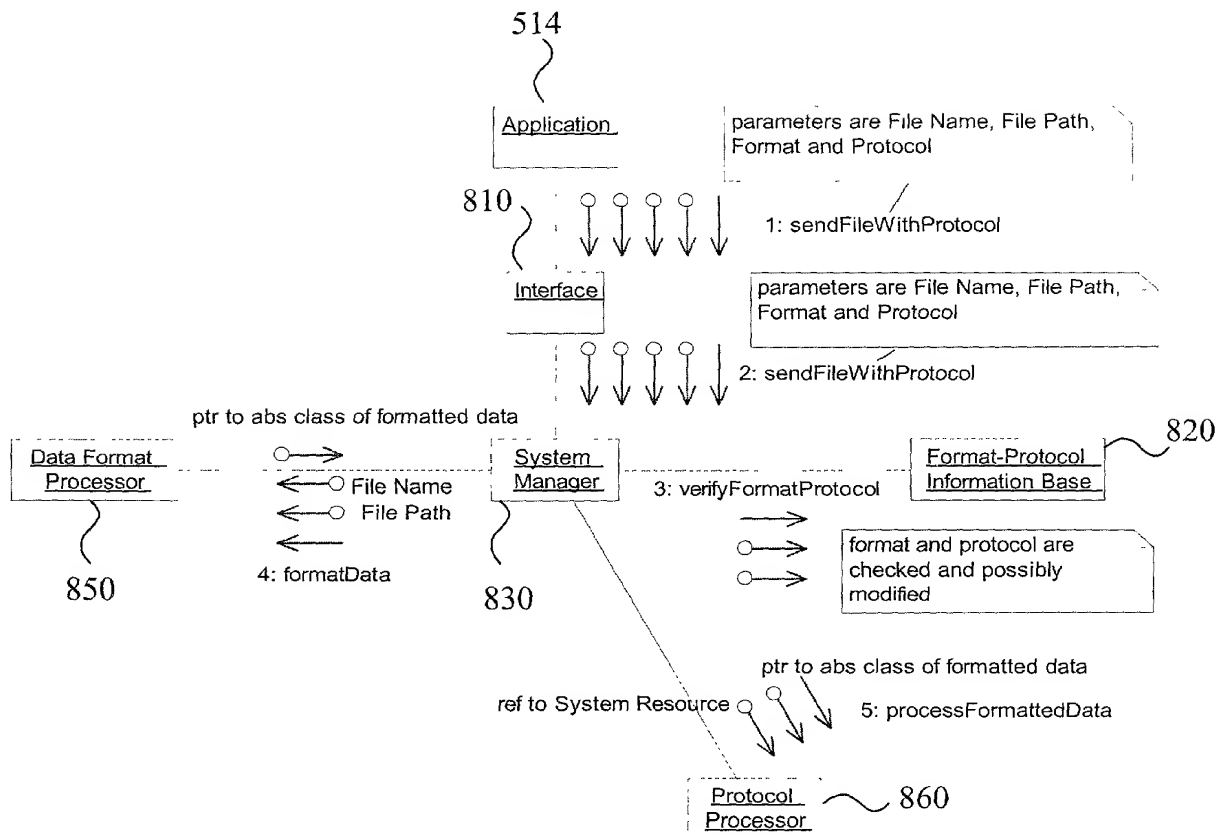 514
Application
parameters are File Name, File Path,
Format and Protocol
810
1: sendFileWithProtocol
Interface
parameters are File Name, File Path,
Format and Protocol
2: sendFileWithProtocol
ptr to abs class of formatted data
820
Data Format
Processor
File Name
File Path
4: formatData
850
System
Manager
830
3: verifyFormatProtocol
Format-Protocol
Information Base
format and protocol are
checked and possibly
modified
ptr to abs class of formatted data
ref to System Resource
5: processFormattedData
Protocol
Processor
860